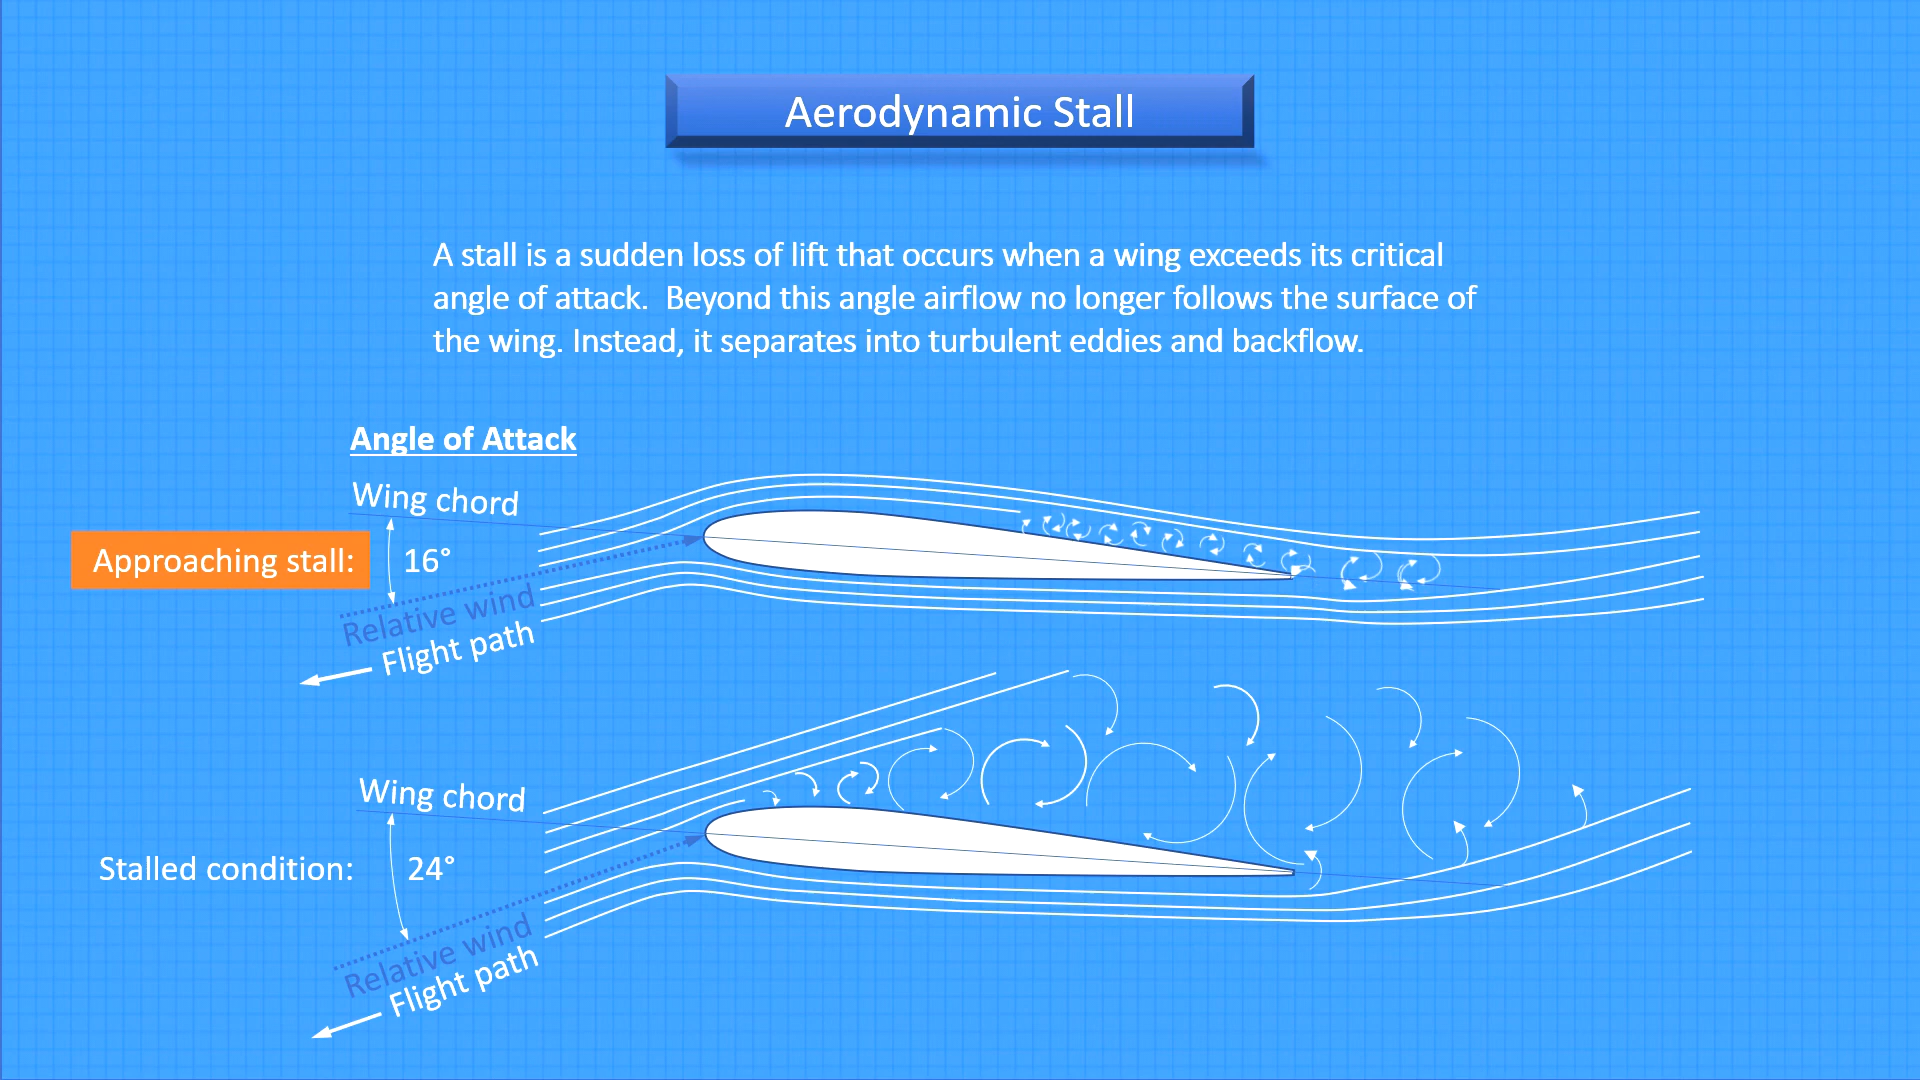 Aerodynamic Stall
A stall is a sudden loss of lift that occurs when a wing exceeds its critical
angle of attack.  Beyond this angle airflow no longer follows the surface of
the wing. Instead, it separates into turbulent eddies and backflow.
Angle of Attack
Wing chord
Approaching stall: 16°
Relative wind
Flight path
Wing chord
Stalled condition: 24°
Relative wind
Flight path